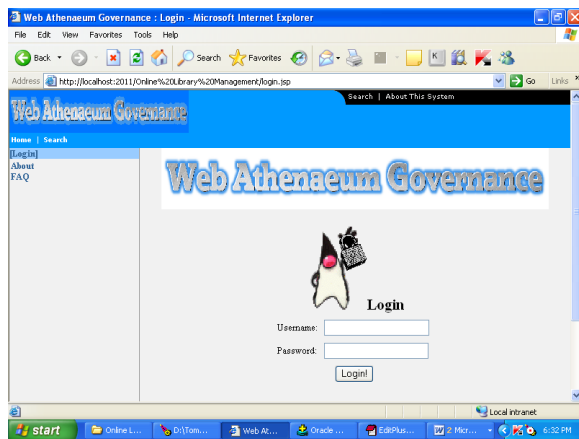 Web Athenaeum Governance : Login - Microsoft Internet Explorer
File Edit View Favorites Tools Help
Back Search Favorites
Address http://localhost:2011/Online%20Library%20Management/login.jsp Go Links
Search | About This System
Web Athenaeum Governance
Home | Search
[Login]
About
FAQ
Web Athenaeum Governance
Login
Username:
Password:
Login!
Local intranet
start Online L... D:\Tom... Web At... Oracle ... EditPlus... 2 Micr... 6:32 PM